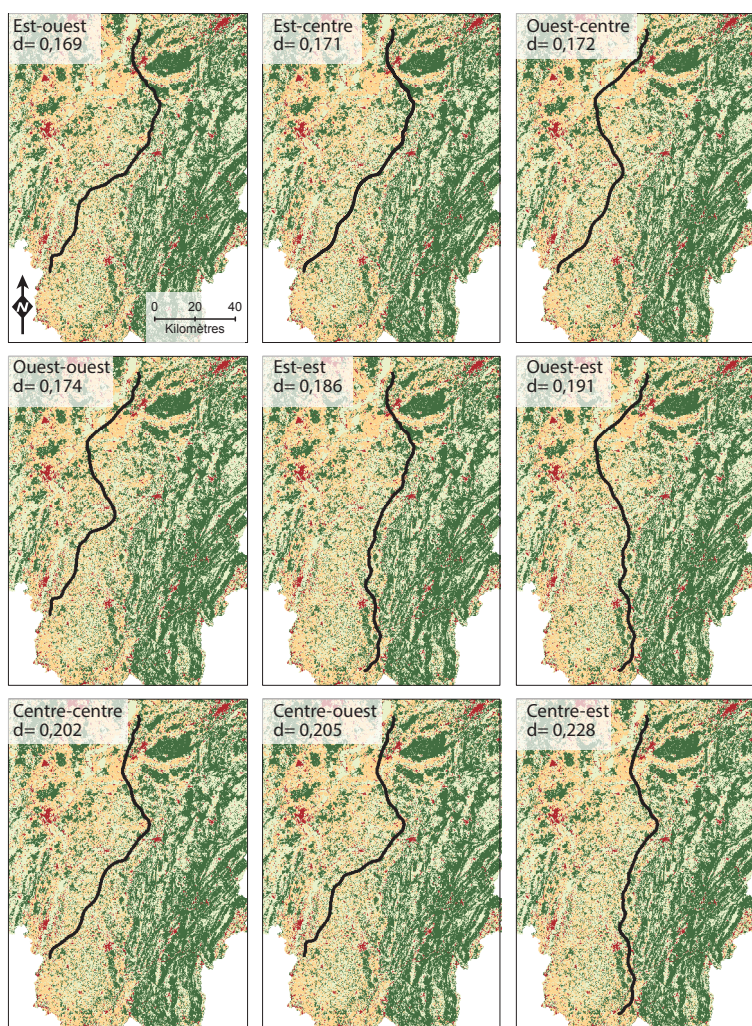 Est-ouest
d= 0,169
Est-centre
d= 0,171
Ouest-centre
d= 0,172
N
0 20 40
Kilomètres
Ouest-ouest
d= 0,174
Est-est
d= 0,186
Ouest-est
d= 0,191
Centre-centre
d= 0,202
Centre-ouest
d= 0,205
Centre-est
d= 0,228